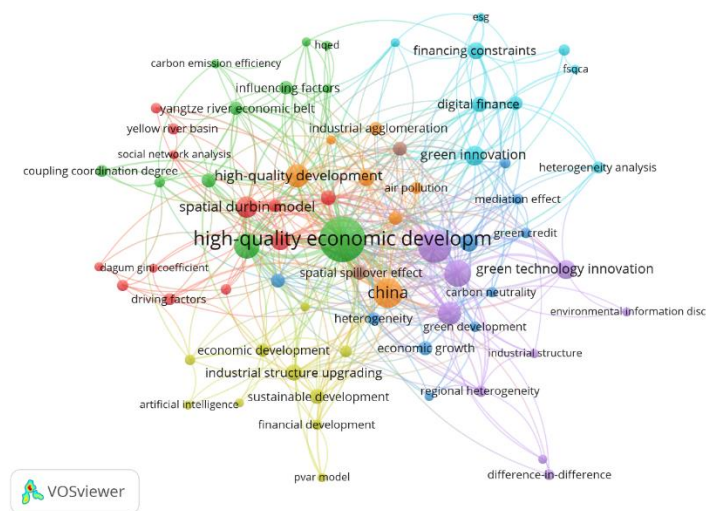 esg
hqed
financing constraints
carbon emission efficiency
fsqca
influencing factors
digital finance
yangtze river economic belt
yellow river basin
industrial agglomeration
social network analysis
green innovation
coupling coordination degree
heterogeneity analysis
high-quality development
air pollution
mediation effect
spatial durbin model
green credit
high-quality economic developm
dagum gini coefficient
spatial spillover effect
green technology innovation
china
carbon neutrality
driving factors
environmental information disc
heterogeneity
green development
economic development
economic growth
industrial structure
industrial structure upgrading
regional heterogeneity
sustainable development
artificial intelligence
financial development
pvar model
difference-in-difference
VOSviewer